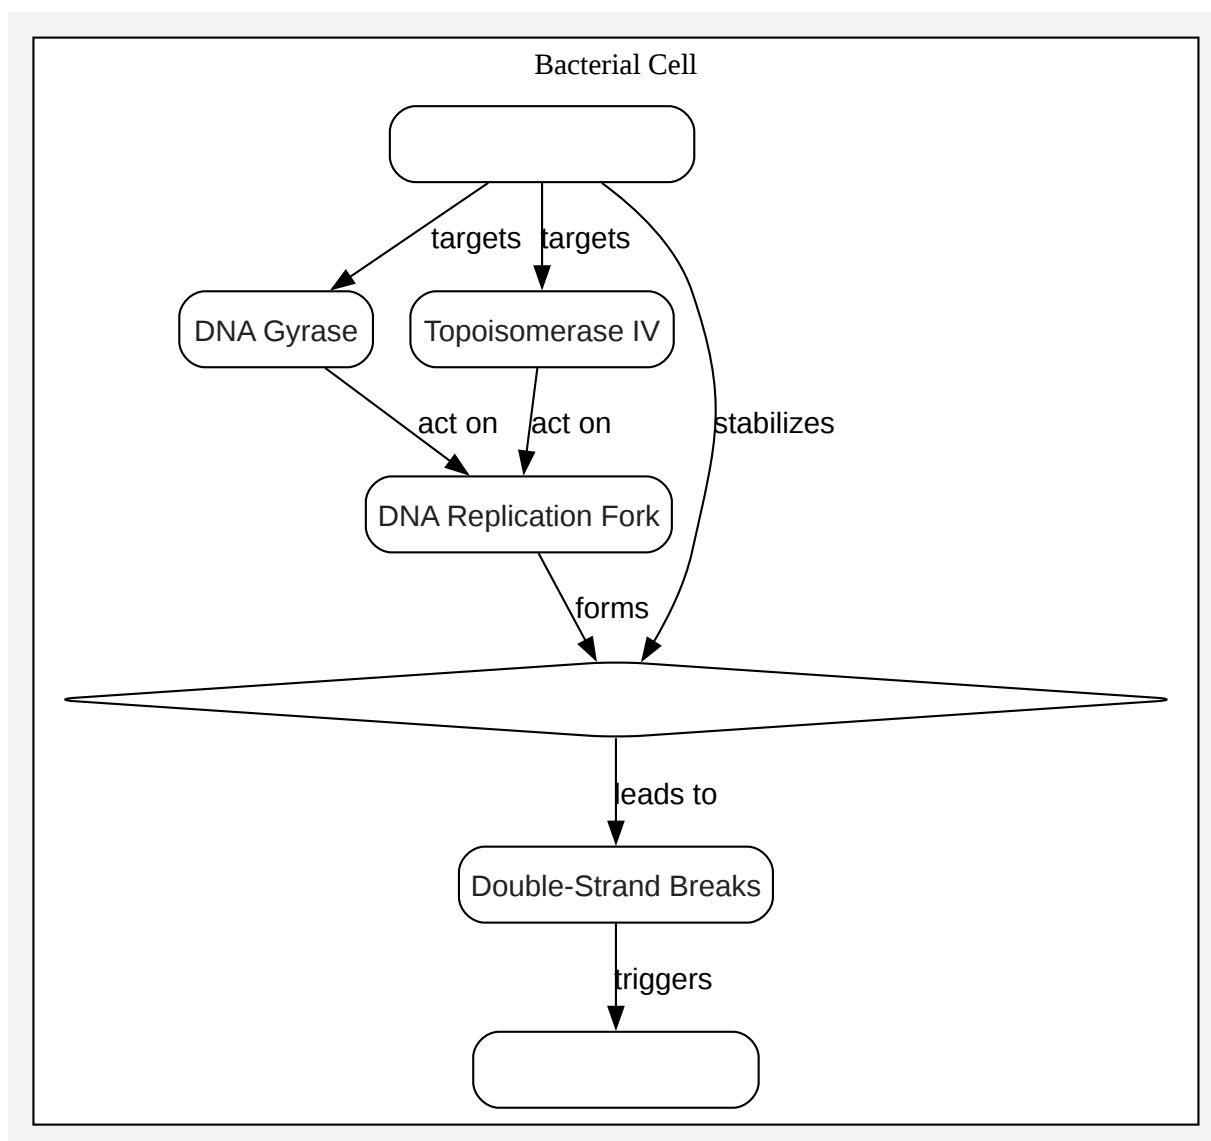 Bacterial Cell
targets
targets
DNA Gyrase
Topoisomerase IV
act on
act on
stabilizes
DNA Replication Fork
forms
leads to
Double-Strand Breaks
triggers